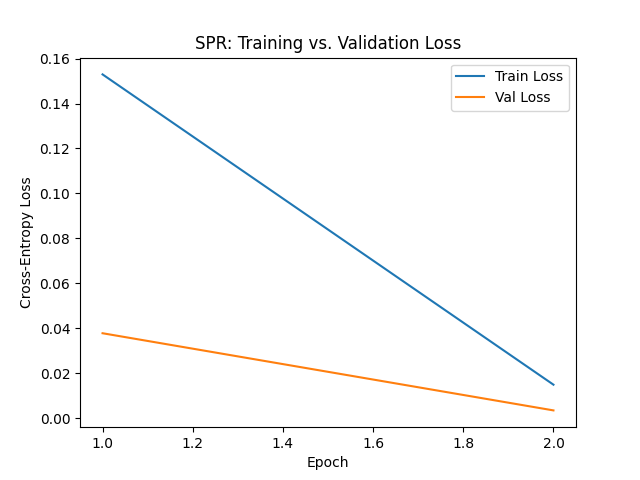 SPR: Training vs. Validation Loss
Train Loss
Val Loss
Cross-Entropy Loss
0.16
0.14
0.12
0.10
0.08
0.06
0.04
0.02
0.00
1.0 1.2 1.4 1.6 1.8 2.0
Epoch